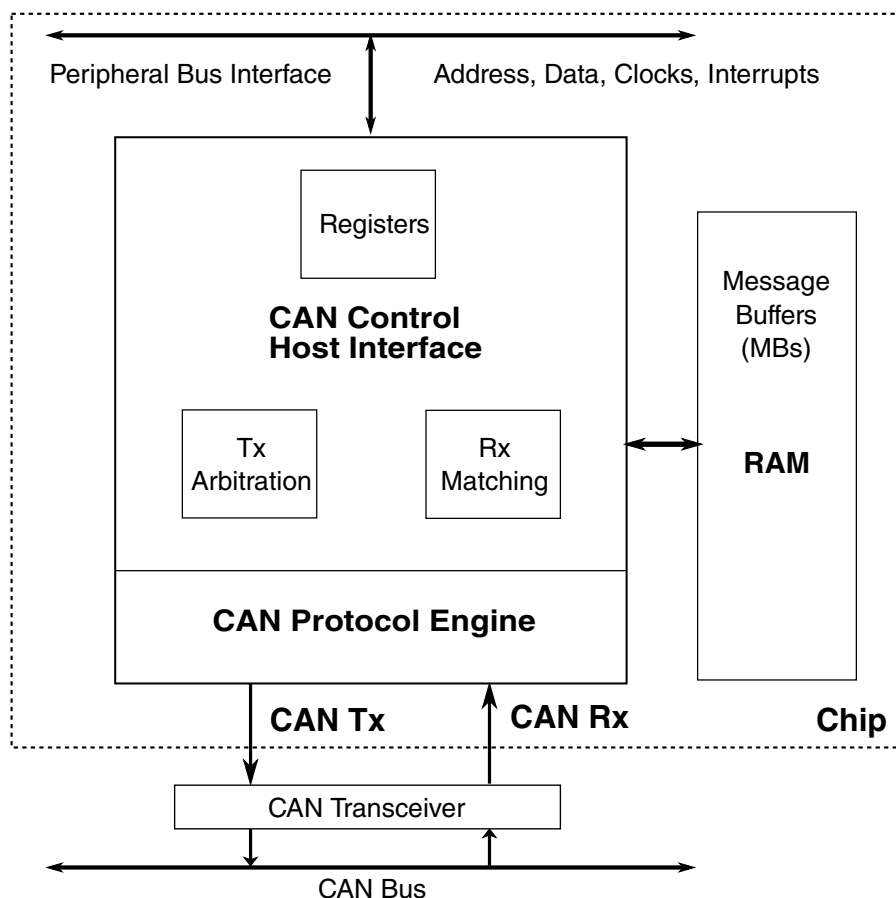 Peripheral Bus Interface
Address, Data, Clocks, Interrupts
Registers
CAN Control
Host Interface
Message
Buffers
(MBs)
Tx
Arbitration
Rx
Matching
RAM
CAN Protocol Engine
CAN Tx
CAN Rx
Chip
CAN Transceiver
CAN Bus